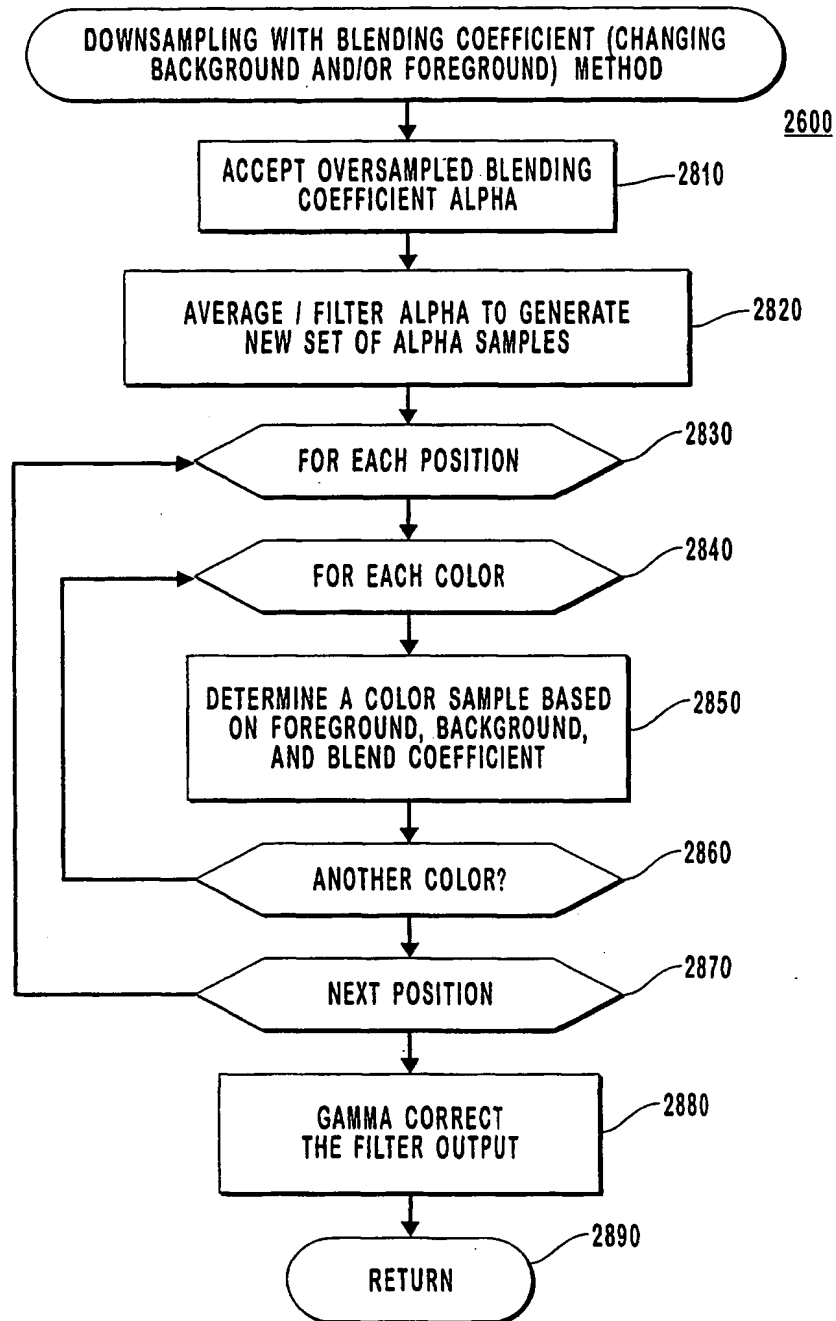 DOWNSAMPLING WITH BLENDING COEFFICIENT (CHANGING
BACKGROUND AND/OR FOREGROUND) METHOD
2600
ACCEPT OVERSAMPLED BLENDING
COEFFICIENT ALPHA
2810
AVERAGE / FILTER ALPHA TO GENERATE
NEW SET OF ALPHA SAMPLES
2820
FOR EACH POSITION
2830
FOR EACH COLOR
2840
DETERMINE A COLOR SAMPLE BASED
ON FOREGROUND, BACKGROUND,
AND BLEND COEFFICIENT
2850
ANOTHER COLOR?
2860
NEXT POSITION
2870
GAMMA CORRECT
THE FILTER OUTPUT
2880
RETURN
2890